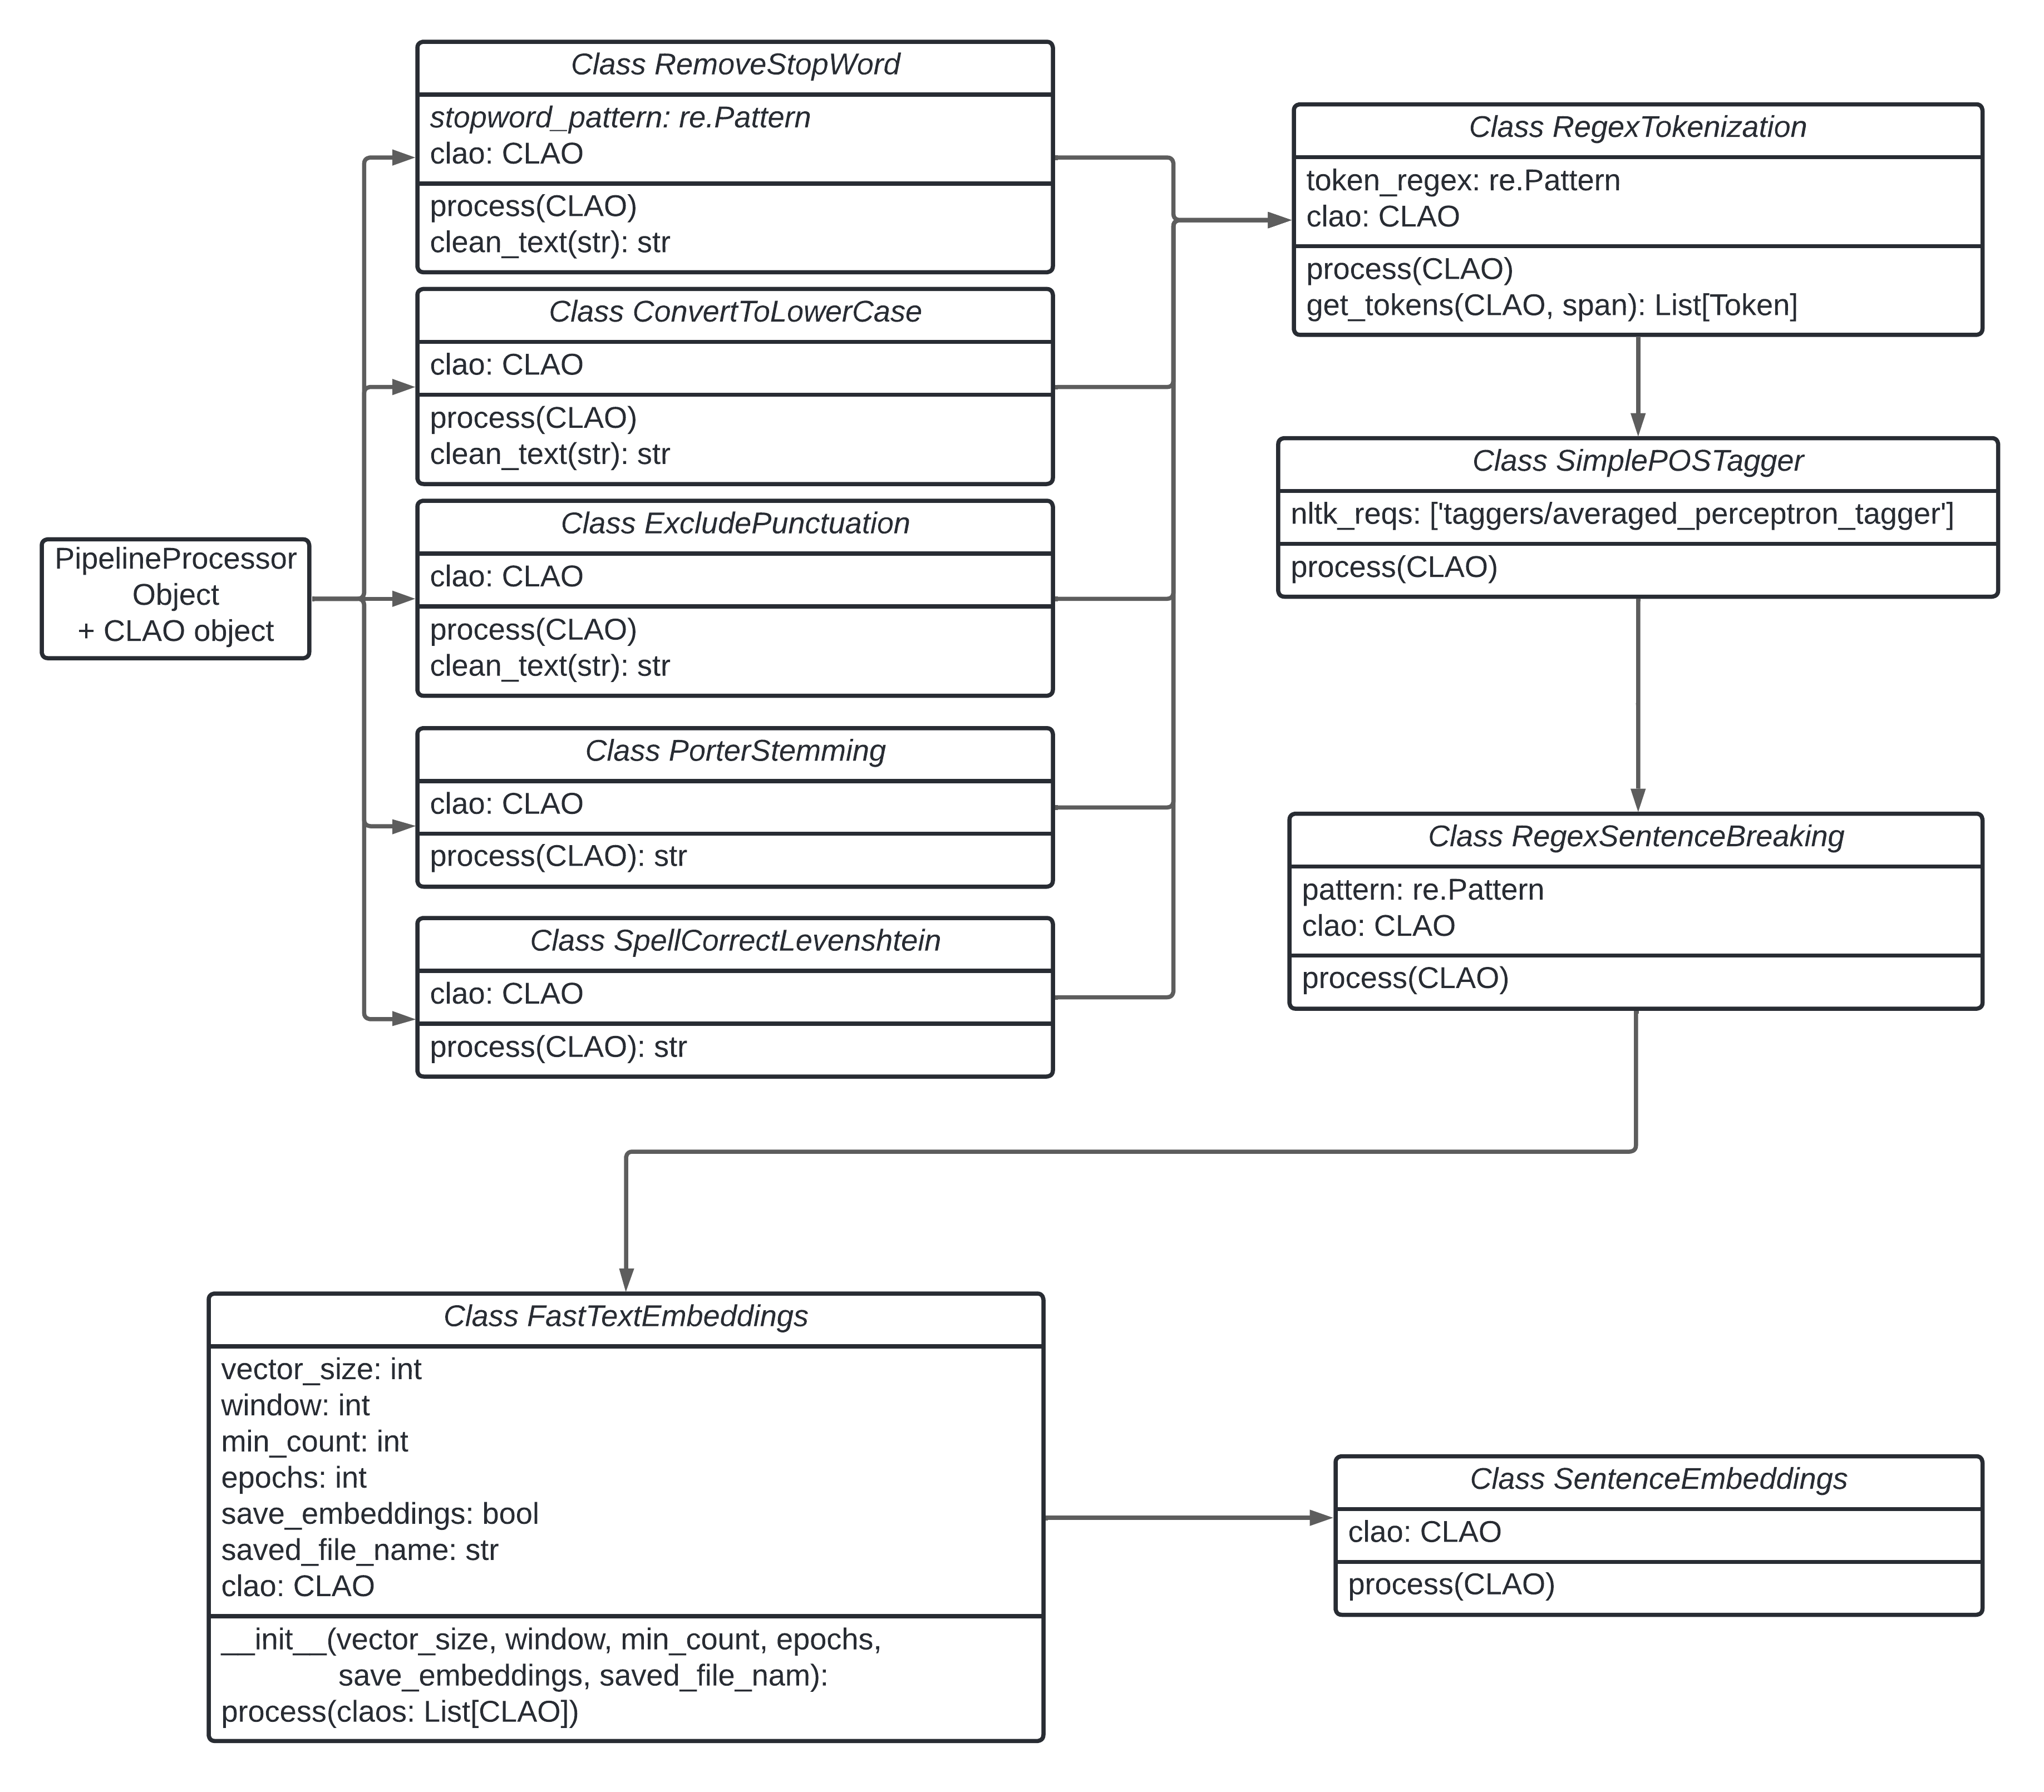 PipelineProcessor
Object
+ CLAO object
Class RemoveStopWord
stopword_pattern: re.Pattern
clao: CLAO
process(CLAO)
clean_text(str): str
Class ConvertToLowerCase
clao: CLAO
process(CLAO)
clean_text(str): str
Class ExcludePunctuation
clao: CLAO
process(CLAO)
clean_text(str): str
Class PorterStemming
clao: CLAO
process(CLAO): str
Class SpellCorrectLevenshtein
clao: CLAO
process(CLAO): str
Class RegexTokenization
token_regex: re.Pattern
clao: CLAO
process(CLAO)
get_tokens(CLAO, span): List[Token]
Class SimplePOSTagger
nltk_reqs: ['taggers/averaged_perceptron_tagger']
process(CLAO)
Class RegexSentenceBreaking
pattern: re.Pattern
clao: CLAO
process(CLAO)
Class FastTextEmbeddings
vector_size: int
window: int
min_count: int
epochs: int
save_embeddings: bool
saved_file_name: str
clao: CLAO
__init__(vector_size, window, min_count, epochs,
save_embeddings, saved_file_nam):
process(claos: List[CLAO])
Class SentenceEmbeddings
clao: CLAO
process(CLAO)